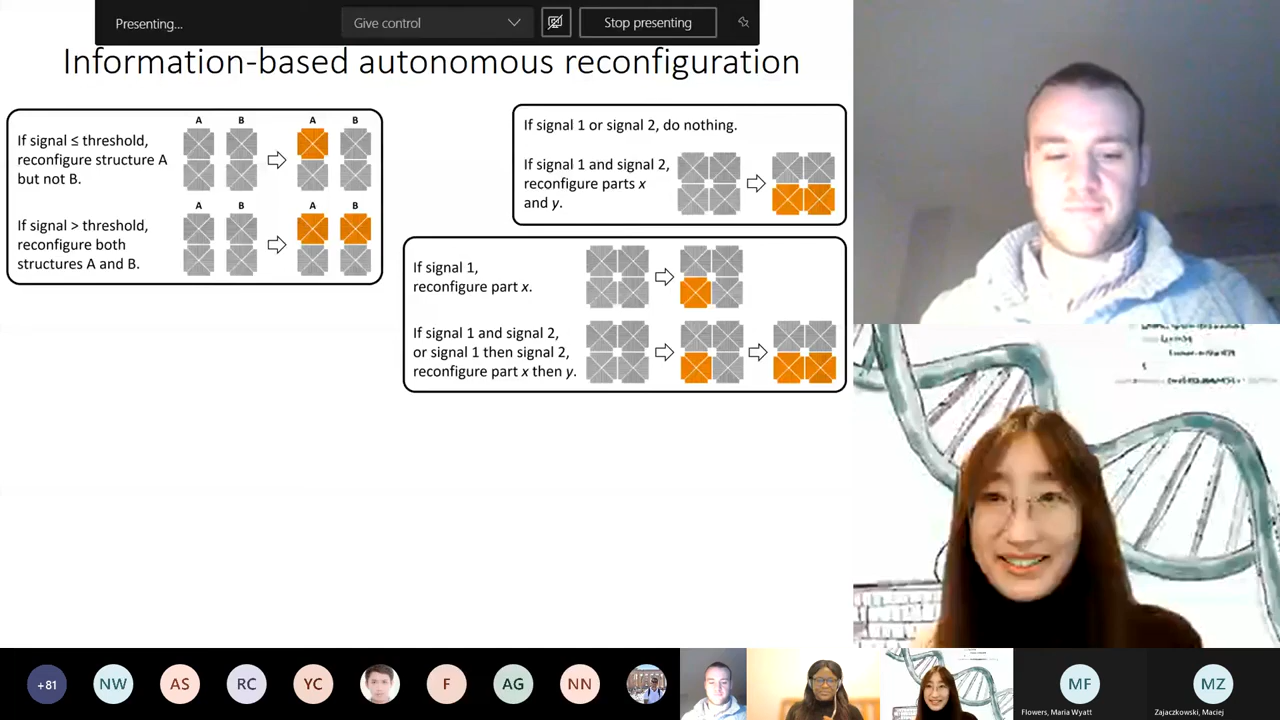 Presenting...
Give control
Stop presenting
Information-based autonomous reconfiguration
If signal ≤ threshold,
reconfigure structure A
but not B.
A B A B
If signal > threshold,
reconfigure both
structures A and B.
A B A B
If signal 1 or signal 2, do nothing.
If signal 1 and signal 2,
reconfigure parts x
and y.
If signal 1,
reconfigure part x.
If signal 1 and signal 2,
or signal 1 then signal 2,
reconfigure part x then y.
+81
NW
AS
RC
YC
F
AG
NN
MF
Flowers, Maria Wyatt
MZ
Zajaczkowski, Maciej